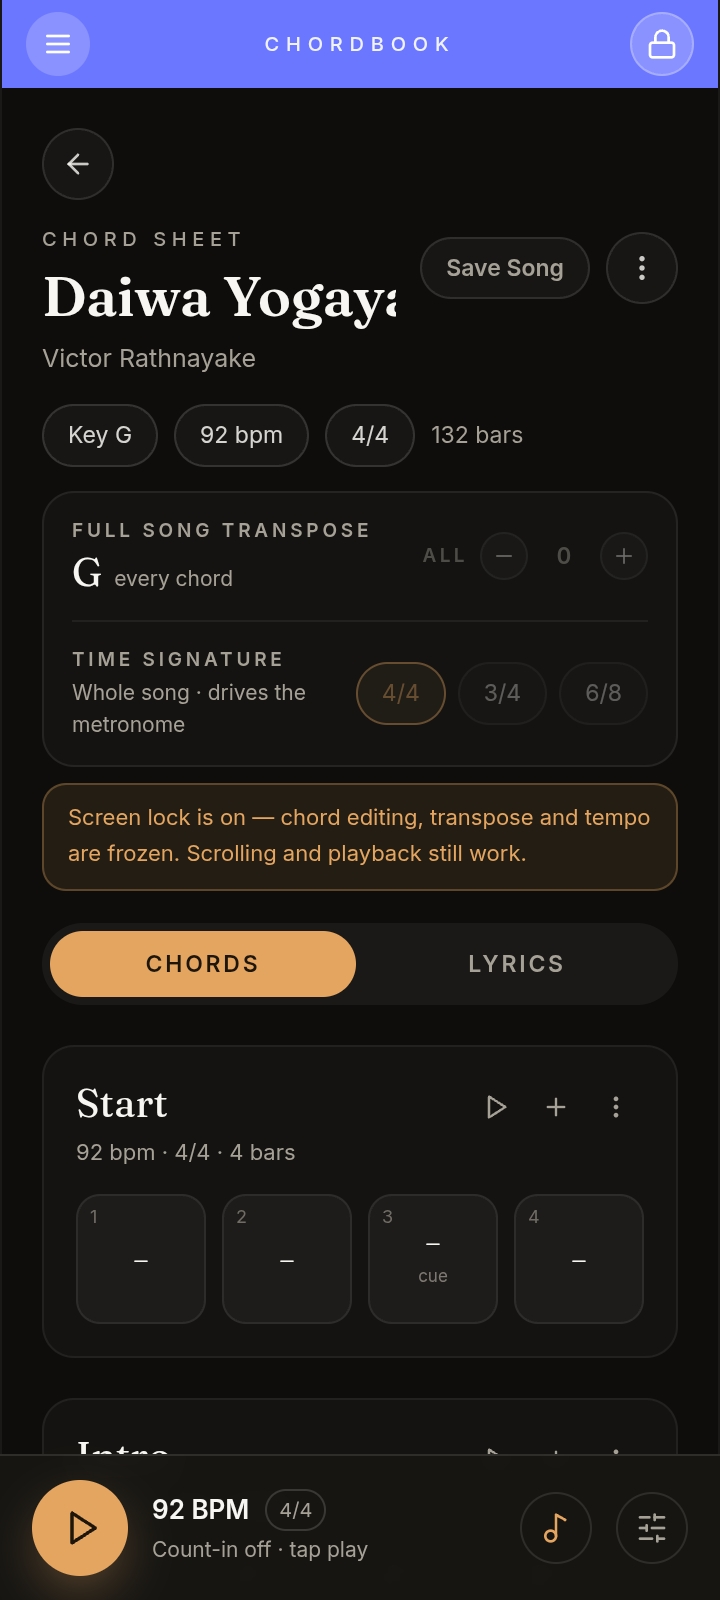 CHORDBOOK
CHORD SHEET
Save Song
Daiwa Yogaya
Victor Rathnayake
Key G
92 bpm
4/4
132 bars
FULL SONG TRANSPOSE
G every chord
ALL − 0 +
TIME SIGNATURE
Whole song · drives the
metronome
4/4
3/4
6/8
Screen lock is on — chord editing, transpose and tempo
are frozen. Scrolling and playback still work.
CHORDS
LYRICS
Start
92 bpm · 4/4 · 4 bars
1
–
2
–
3
–
cue
4
–
Intro
92 BPM 4/4
Count-in off · tap play